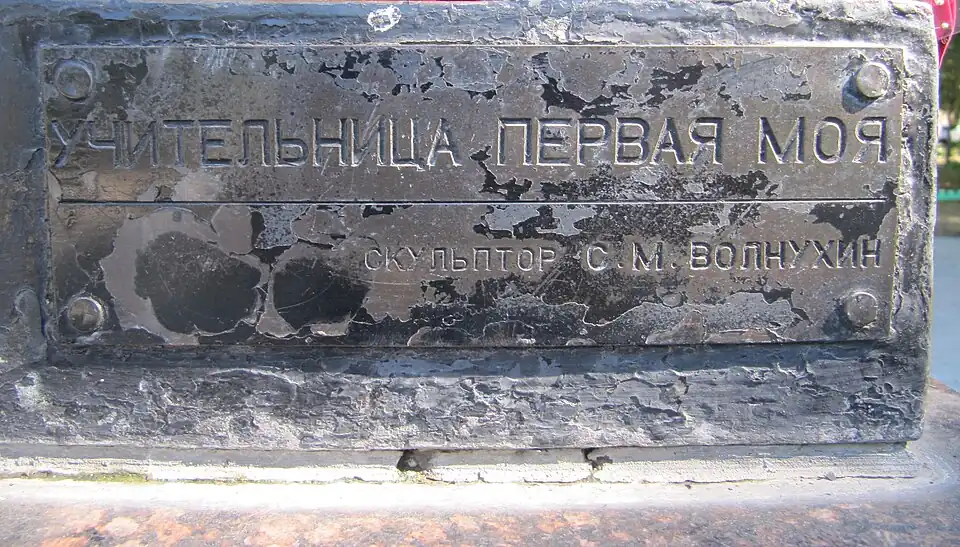 УЧИТЕЛЬНИЦА ПЕРВАЯ МОЯ
СКУЛЬПТОР С. М. ВОЛНУХИН